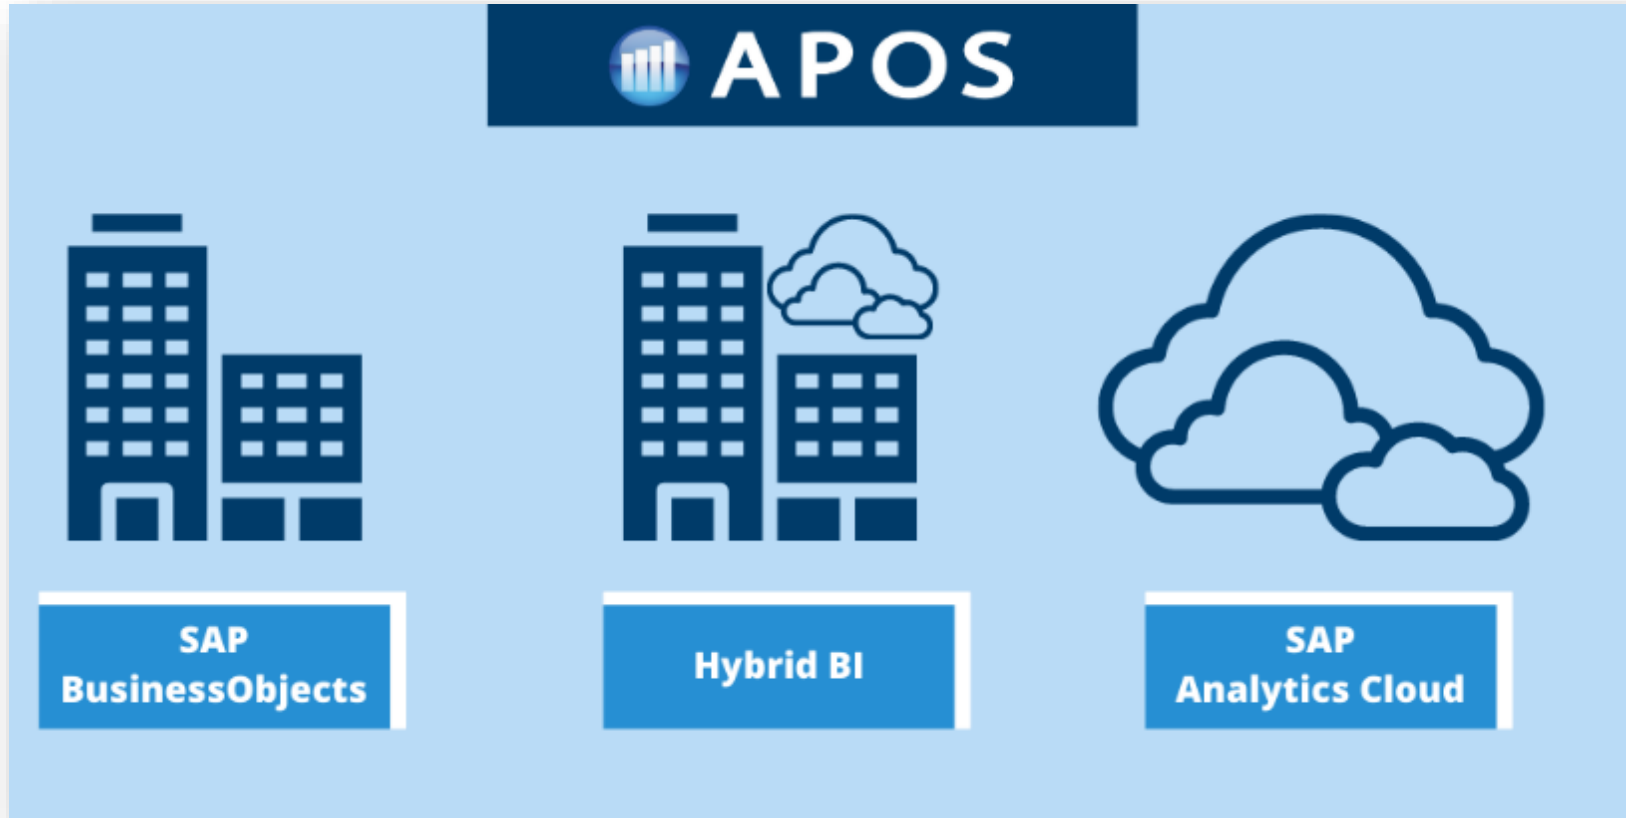 APOS
SAP
BusinessObjects
Hybrid BI
SAP
Analytics Cloud